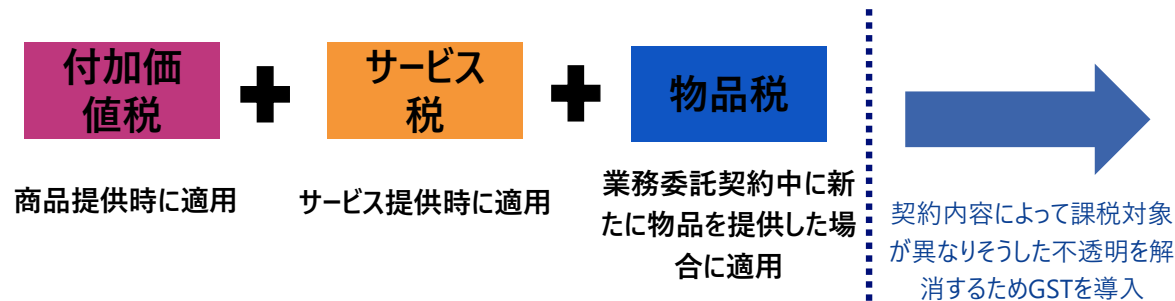 付加価
値税
サービス
税
物品税
商品提供時に適用
サービス提供時に適用
業務委託契約中に新
たに物品を提供した場
合に適用
契約内容によって課税対象
が異なりそうした不透明を解
消するためGSTを導入